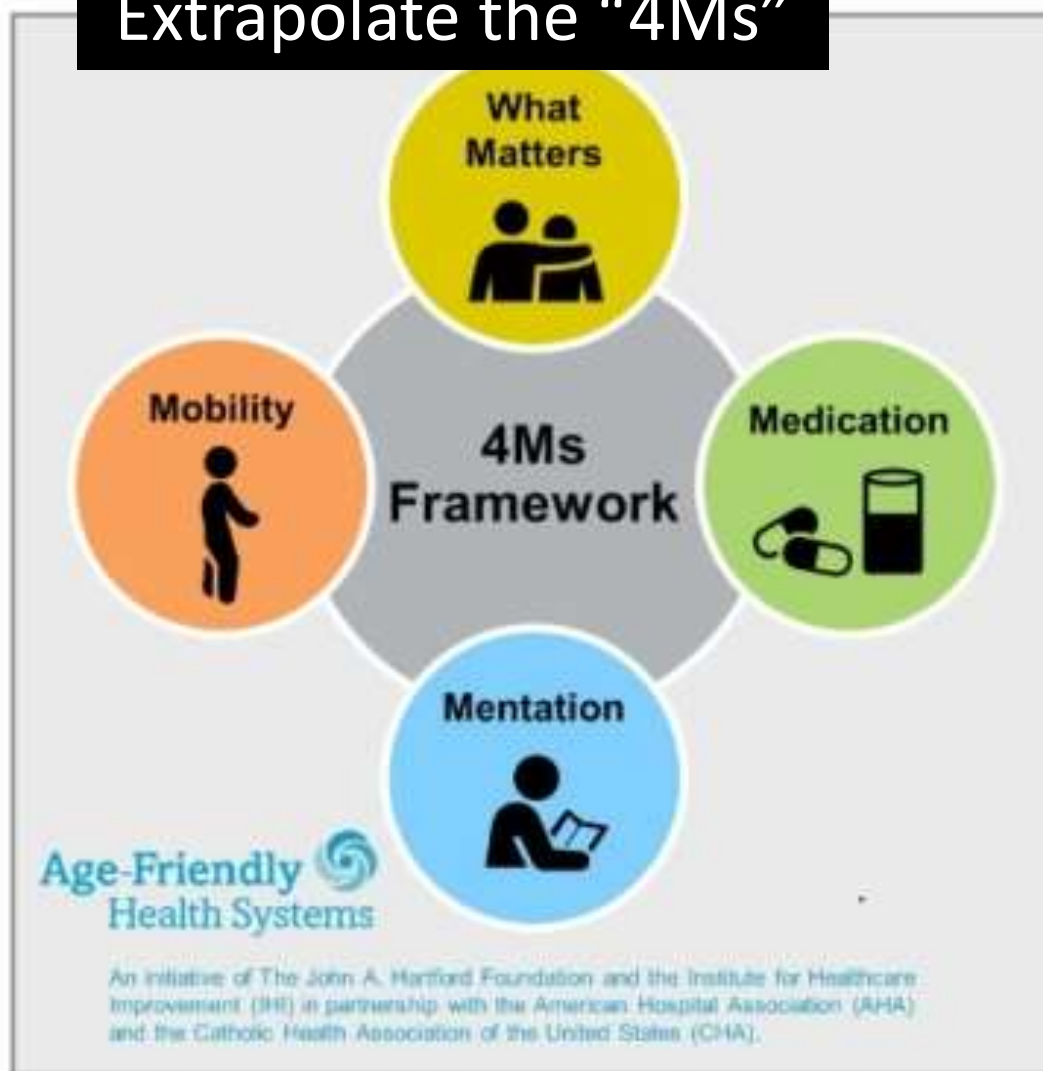 Extrapolate the “4Ms”
What
Matters
Mobility
4Ms
Framework
Medication
Mentation
Age-Friendly
Health Systems
An initiative of The John A. Hartford Foundation and the Institute for Healthcare
Improvement (IHI) in partnership with the American Hospital Association (AHA)
and the Catholic Health Association of the United States (CHA).